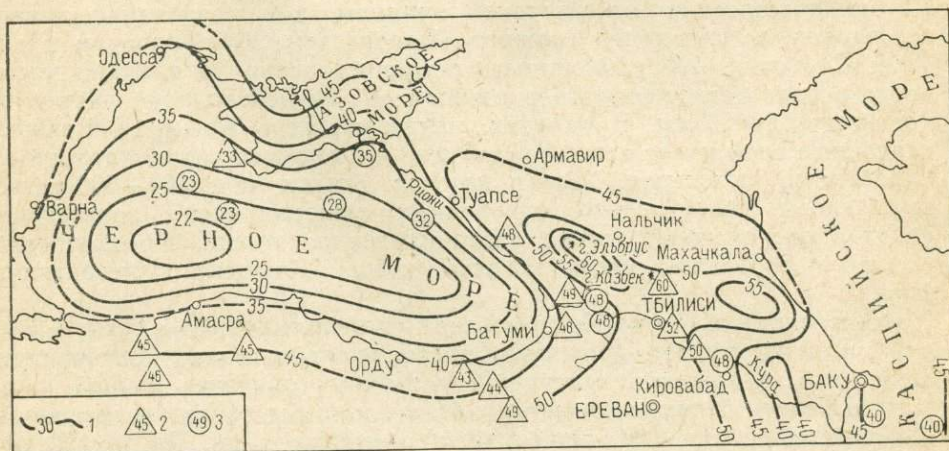 Одесса
45
АЗОВСКОЕ
МОРЕ
40
35
35
33
Армавир
МОРЕ
30
23
28
Риони
Туапсе
45
Варна
25
23
32
22
48
Нальчик
г. Эльбрус
Махачкала
ЧЕРНОЕ МОРЕ
50
55
60
г. Казбек
60
50
55
КАСПИЙСКОЕ
25
30
35
49
48
48
ТБИЛИСИ
52
Амасра
Батуми
48
50
48
45
45
45
Орду
40
43
Кировабад
Кура
БАКУ
46
44
49
50
ЕРЕВАН
50
45
40
40
45
40
40
45
30 1
45 2
49 3